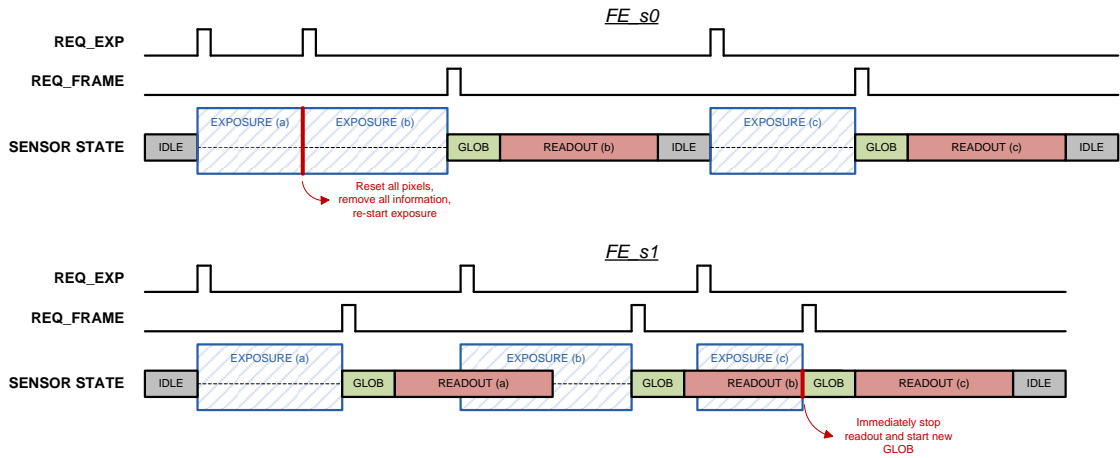 FE_s0
REQ_EXP
REQ_FRAME
EXPOSURE (a)
EXPOSURE (b)
EXPOSURE (c)
SENSOR STATE
IDLE
GLOB
READOUT (b)
IDLE
GLOB
READOUT (c)
IDLE
Reset all pixels,
remove all information,
re-start exposure
FE_s1
REQ_EXP
REQ_FRAME
EXPOSURE (a)
EXPOSURE (b)
EXPOSURE (c)
SENSOR STATE
IDLE
GLOB
READOUT (a)
GLOB
READOUT (b)
GLOB
READOUT (c)
IDLE
Immediately stop
readout and start new
GLOB